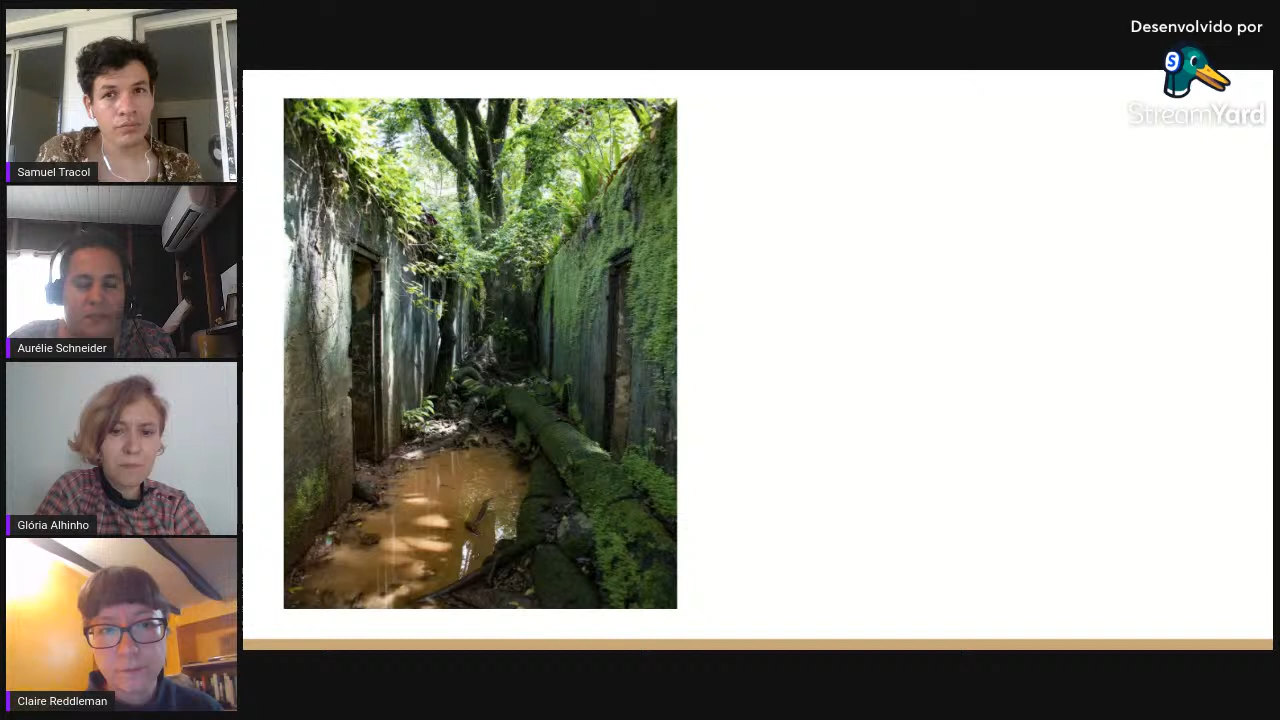 Desenvolvido por
S
StreamYard
Samuel Tracol
Aurélie Schneider
Glória Alhinho
Claire Reddleman